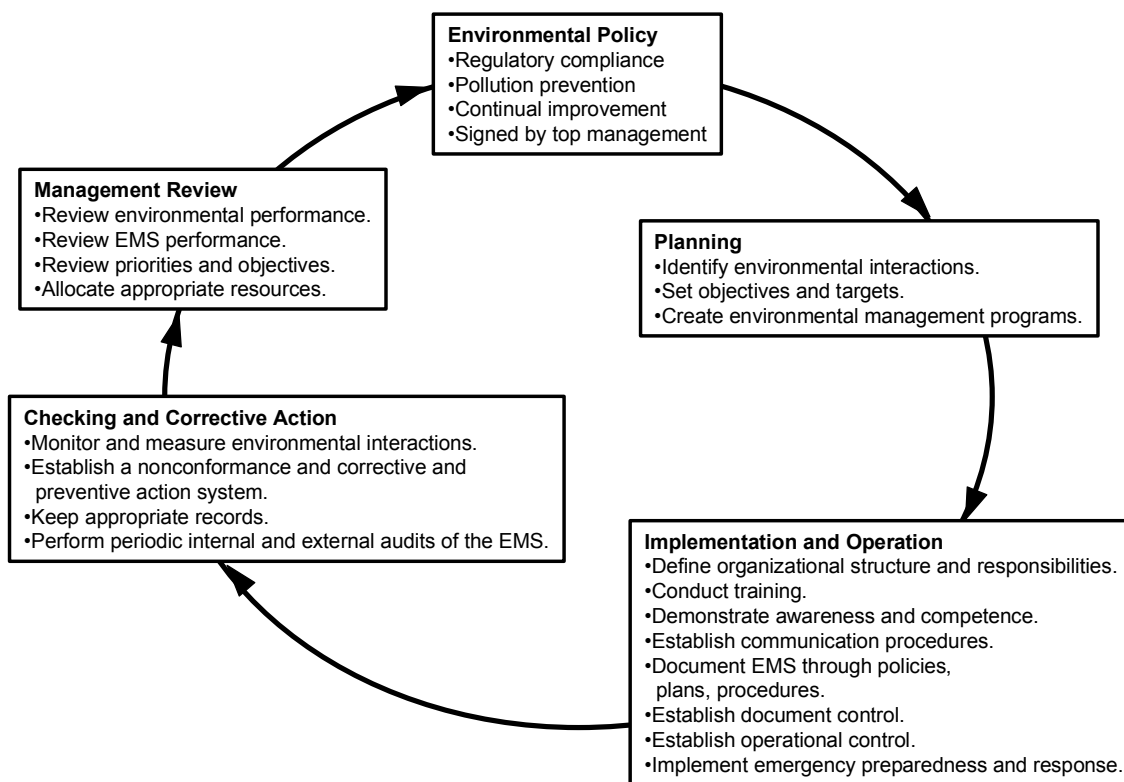 Environmental Policy
•Regulatory compliance
•Pollution prevention
•Continual improvement
•Signed by top management
Planning
•Identify environmental interactions.
•Set objectives and targets.
•Create environmental management programs.
Implementation and Operation
•Define organizational structure and responsibilities.
•Conduct training.
•Demonstrate awareness and competence.
•Establish communication procedures.
•Document EMS through policies,
plans, procedures.
•Establish document control.
•Establish operational control.
•Implement emergency preparedness and response.
Checking and Corrective Action
•Monitor and measure environmental interactions.
•Establish a nonconformance and corrective and
preventive action system.
•Keep appropriate records.
•Perform periodic internal and external audits of the EMS.
Management Review
•Review environmental performance.
•Review EMS performance.
•Review priorities and objectives.
•Allocate appropriate resources.